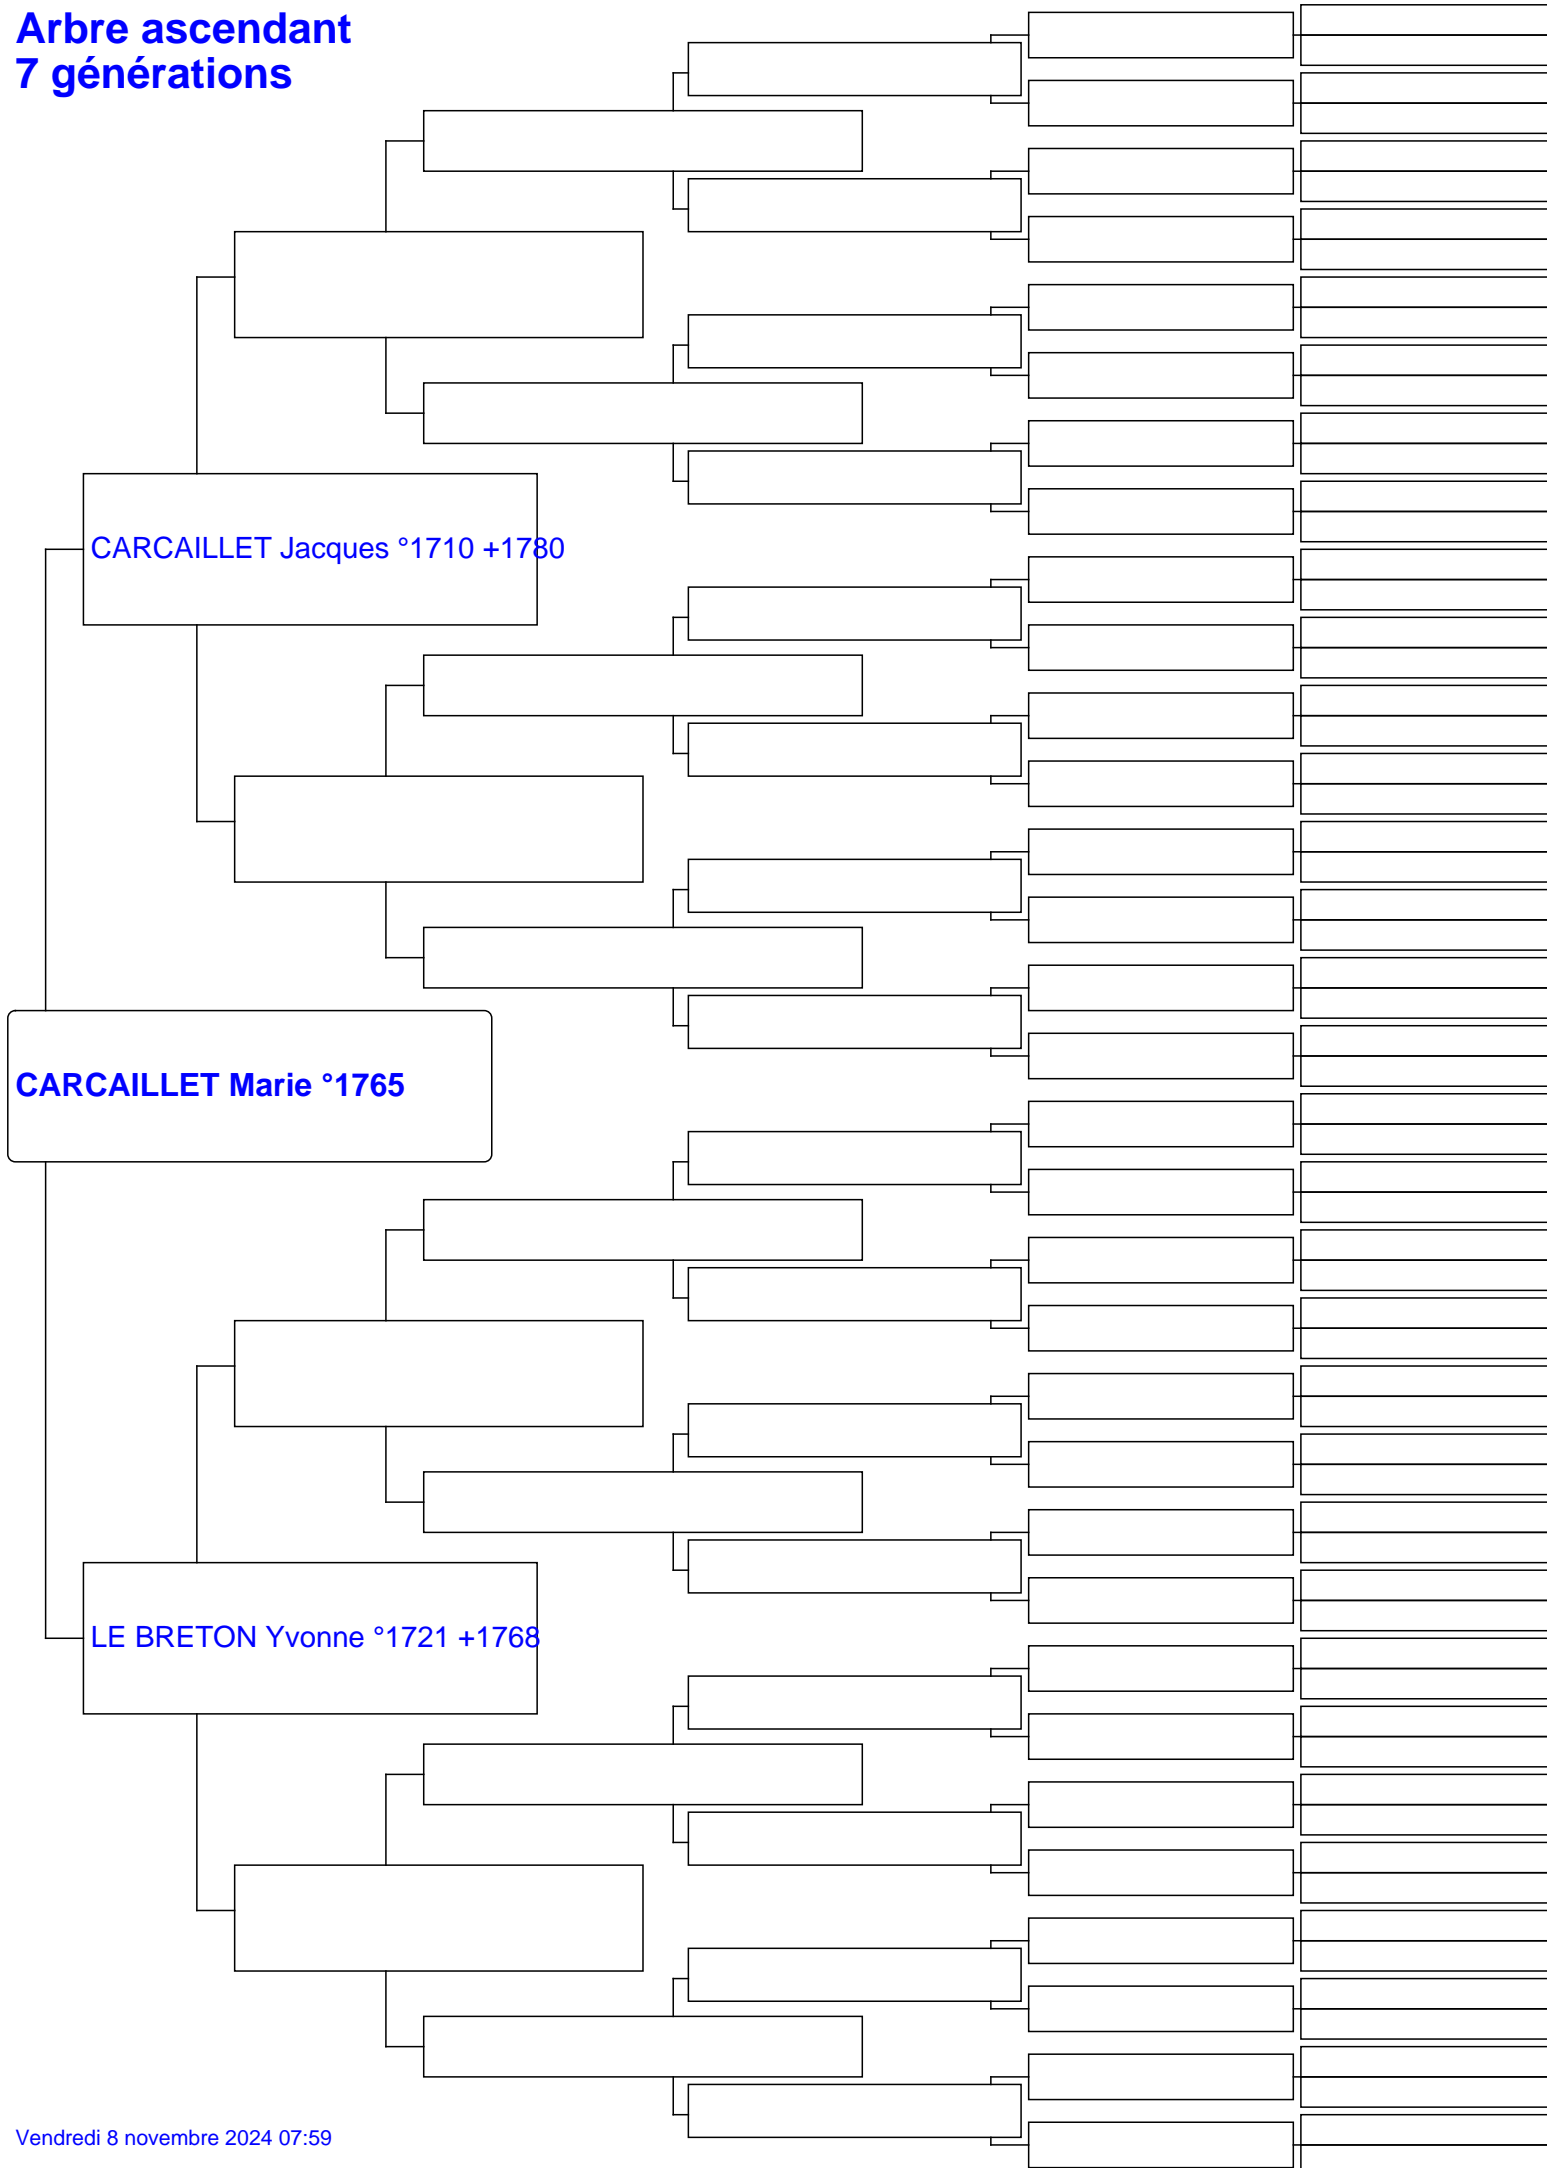 Arbre ascendant
7 générations
CARCAILLET Jacques °1710 +1780
CARCAILLET Marie °1765
LE BRETON Yvonne °1721 +1768
Vendredi 8 novembre 2024 07:59